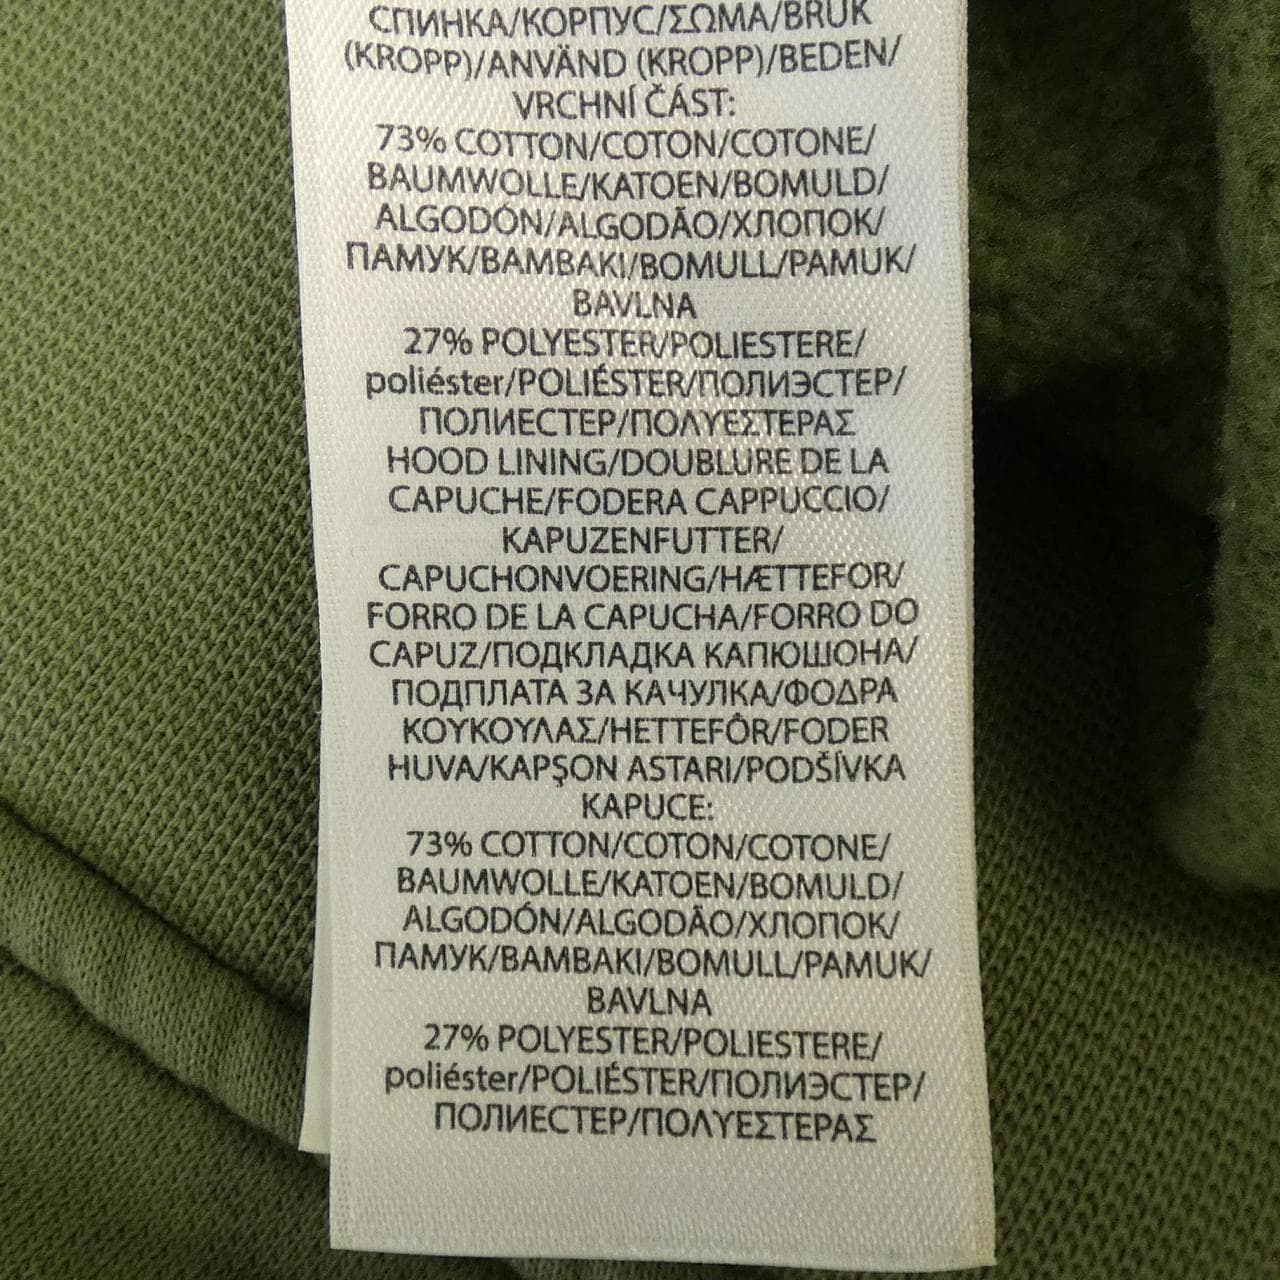 СПИНКА/КОРПУС/ΣΩΜΑ/BRUK
(KROPP)/ANVÄND (KROPP)/BEDEN/
VRCHNÍ ČÁST:
73% COTTON/COTON/COTONE/
BAUMWOLLE/KATOEN/BOMULD/
ALGODÓN/ALGODÃO/ХЛОПОК/
ПАМУК/BAMBAKI/BOMULL/PAMUK/
BAVLNA
27% POLYESTER/POLIESTERE/
poliéster/POLIÉSTER/ПОЛИЭСТЕР/
ПОЛИЕСТЕР/ΠΟΛΥΕΣΤΕΡΑΣ
HOOD LINING/DOUBLURE DE LA
CAPUCHE/FODERA CAPPUCCIO/
KAPUZENFUTTER/
CAPUCHONVOERING/HÆTTEFOR/
FORRO DE LA CAPUCHA/FORRO DO
CAPUZ/ПОДКЛАДКА КАПЮШОНА/
ПОДПЛАТА ЗА КАЧУЛКА/ΦΟΔΡΑ
ΚΟΥΚΟΥΛΑΣ/HETTEFÔR/FODER
HUVA/KAPŞON ASTARI/PODŠÍVKA
KAPUCE:
73% COTTON/COTON/COTONE/
BAUMWOLLE/KATOEN/BOMULD/
ALGODÓN/ALGODÃO/ХЛОПОК/
ПАМУК/BAMBAKI/BOMULL/PAMUK/
BAVLNA
27% POLYESTER/POLIESTERE/
poliéster/POLIÉSTER/ПОЛИЭСТЕР/
ПОЛИЕСТЕР/ΠΟΛΥΕΣΤΕΡΑΣ